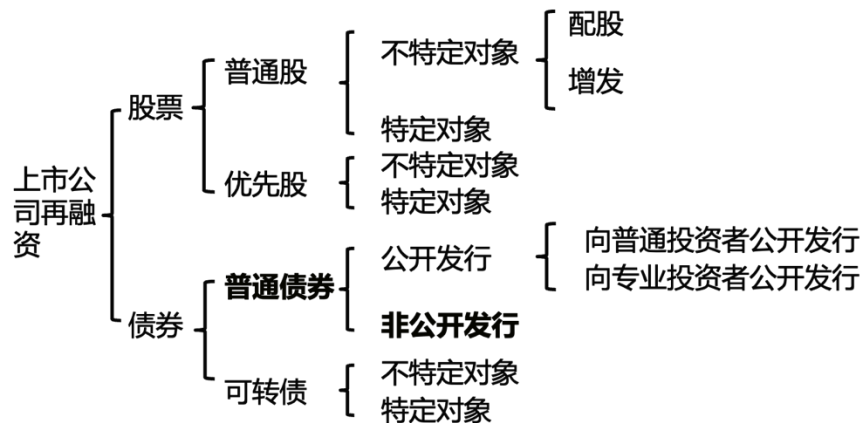 上市公
司再融
资
股票
普通股
不特定对象
配股
增发
特定对象
优先股
不特定对象
特定对象
债券
普通债券
公开发行
向普通投资者公开发行
向专业投资者公开发行
非公开发行
可转债
不特定对象
特定对象